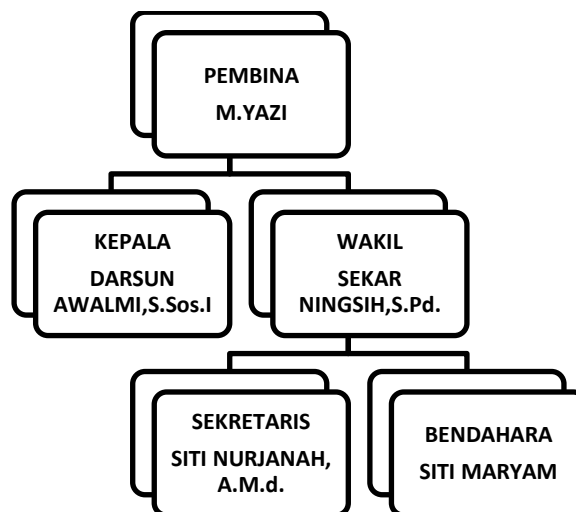 PEMBINA
M.YAZI
KEPALA
DARSUN
AWALMI,S.Sos.I
WAKIL
SEKAR
NINGSIH,S.Pd.
SEKRETARIS
SITI NURJANAH,
A.M.d.
BENDAHARA
SITI MARYAM